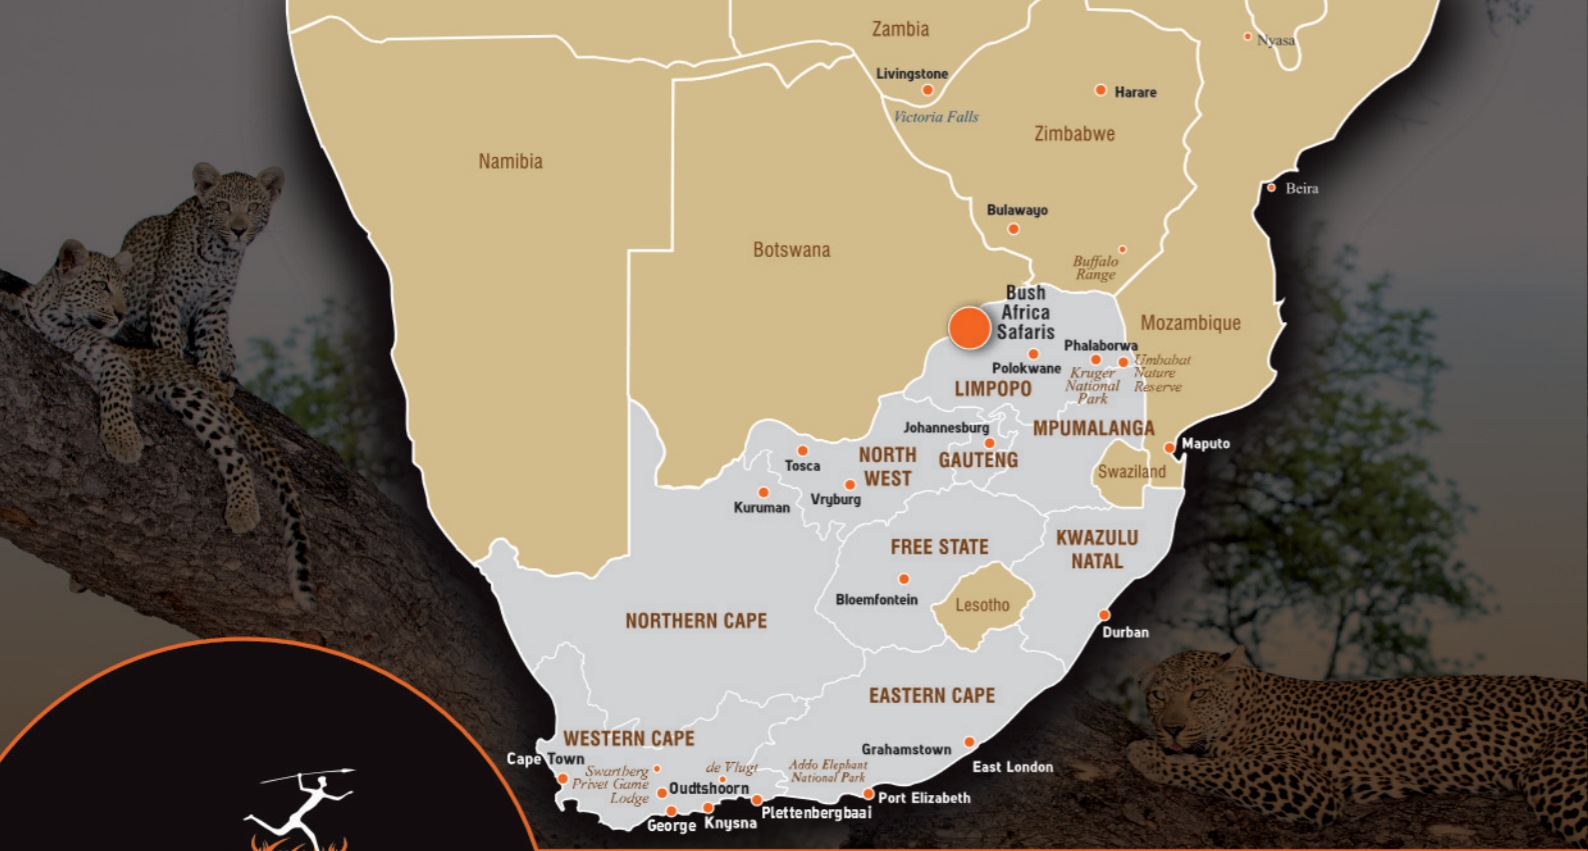 Zambia
Nyasa
Livingstone
Harare
Victoria Falls
Zimbabwe
Namibia
Beira
Bulawayo
Botswana
Buffalo
Range
Bush
Africa
Safaris
Mozambique
Phalaborwa
Umbabat
Nature
Reserve
Polokwane
Kruger
National
Park
LIMPOPO
Johannesburg
MPUMALANGA
Maputo
NORTH
WEST
GAUTENG
Tosca
Swaziland
Vryburg
Kuruman
KWAZULU
NATAL
FREE STATE
Bloemfontein
Lesotho
NORTHERN CAPE
Durban
EASTERN CAPE
WESTERN CAPE
Grahamstown
Cape Town
East London
Swartberg
Privet Game
Lodge
de Vlugt
Addo Elephant
National Park
Oudtshoorn
Port Elizabeth
Plettenbergbaai
George
Knysna